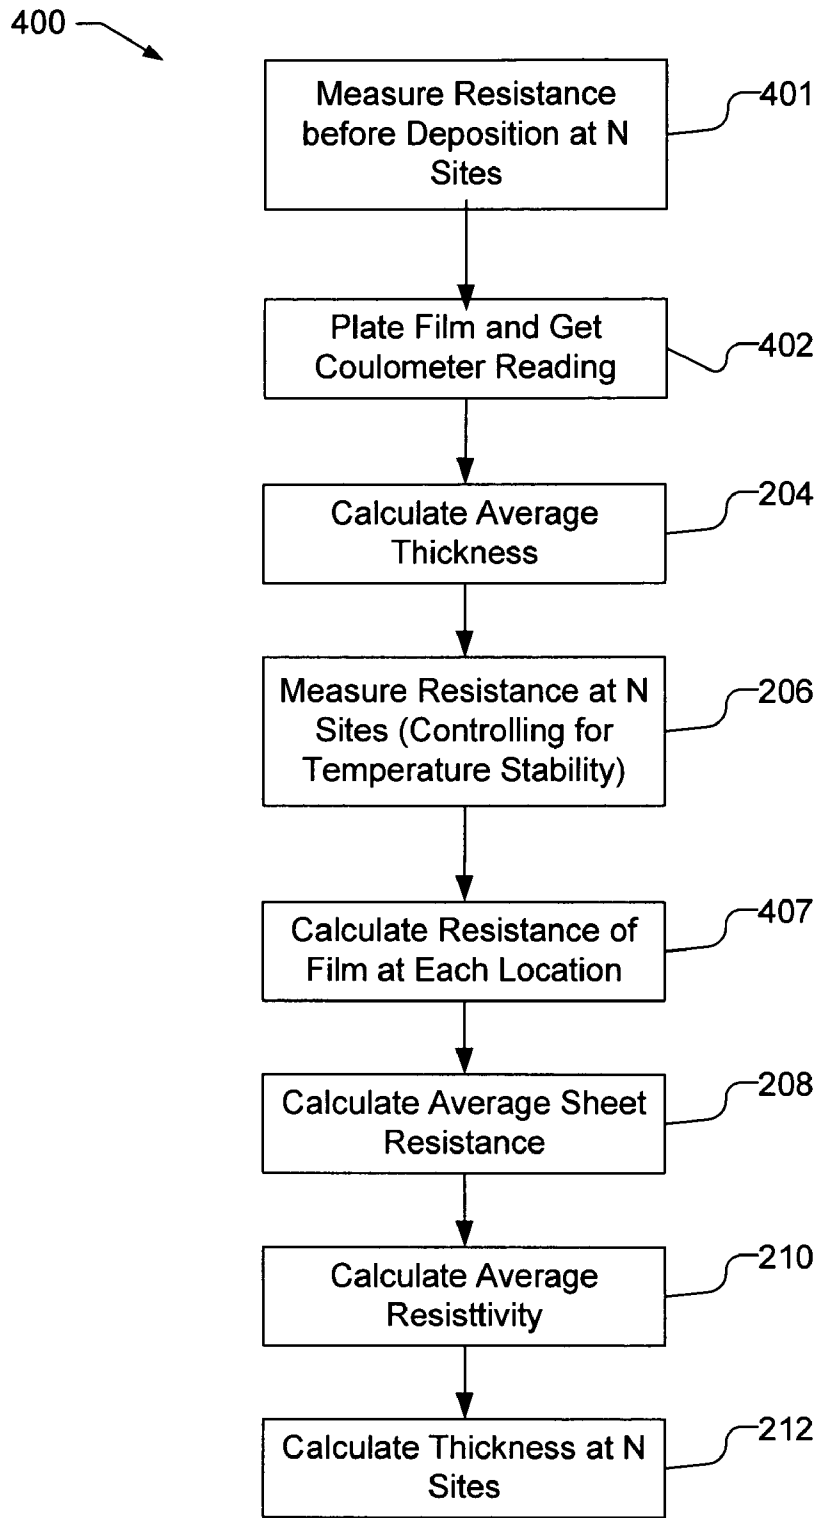 400
Measure Resistance
before Deposition at N
Sites
401
Plate Film and Get
Coulometer Reading
402
Calculate Average
Thickness
204
Measure Resistance at N
Sites (Controlling for
Temperature Stability)
206
Calculate Resistance of
Film at Each Location
407
Calculate Average Sheet
Resistance
208
Calculate Average
Resisttivity
210
Calculate Thickness at N
Sites
212